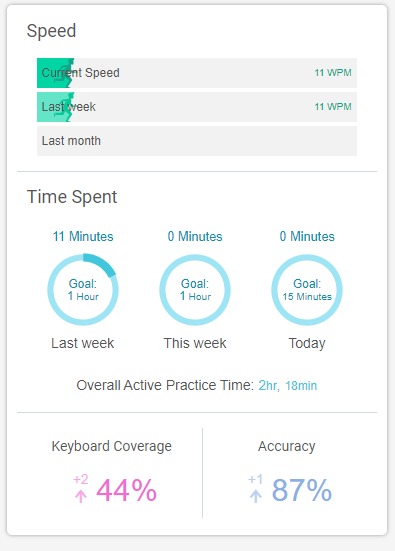 Speed
Current Speed 11 WPM
Last week 11 WPM
Last month
Time Spent
11 Minutes 0 Minutes 0 Minutes
Goal: Goal: Goal:
1 Hour 1 Hour 15 Minutes
Last week This week Today
Overall Active Practice Time: 2hr, 18min
Keyboard Coverage Accuracy
+2 44% +1 87%